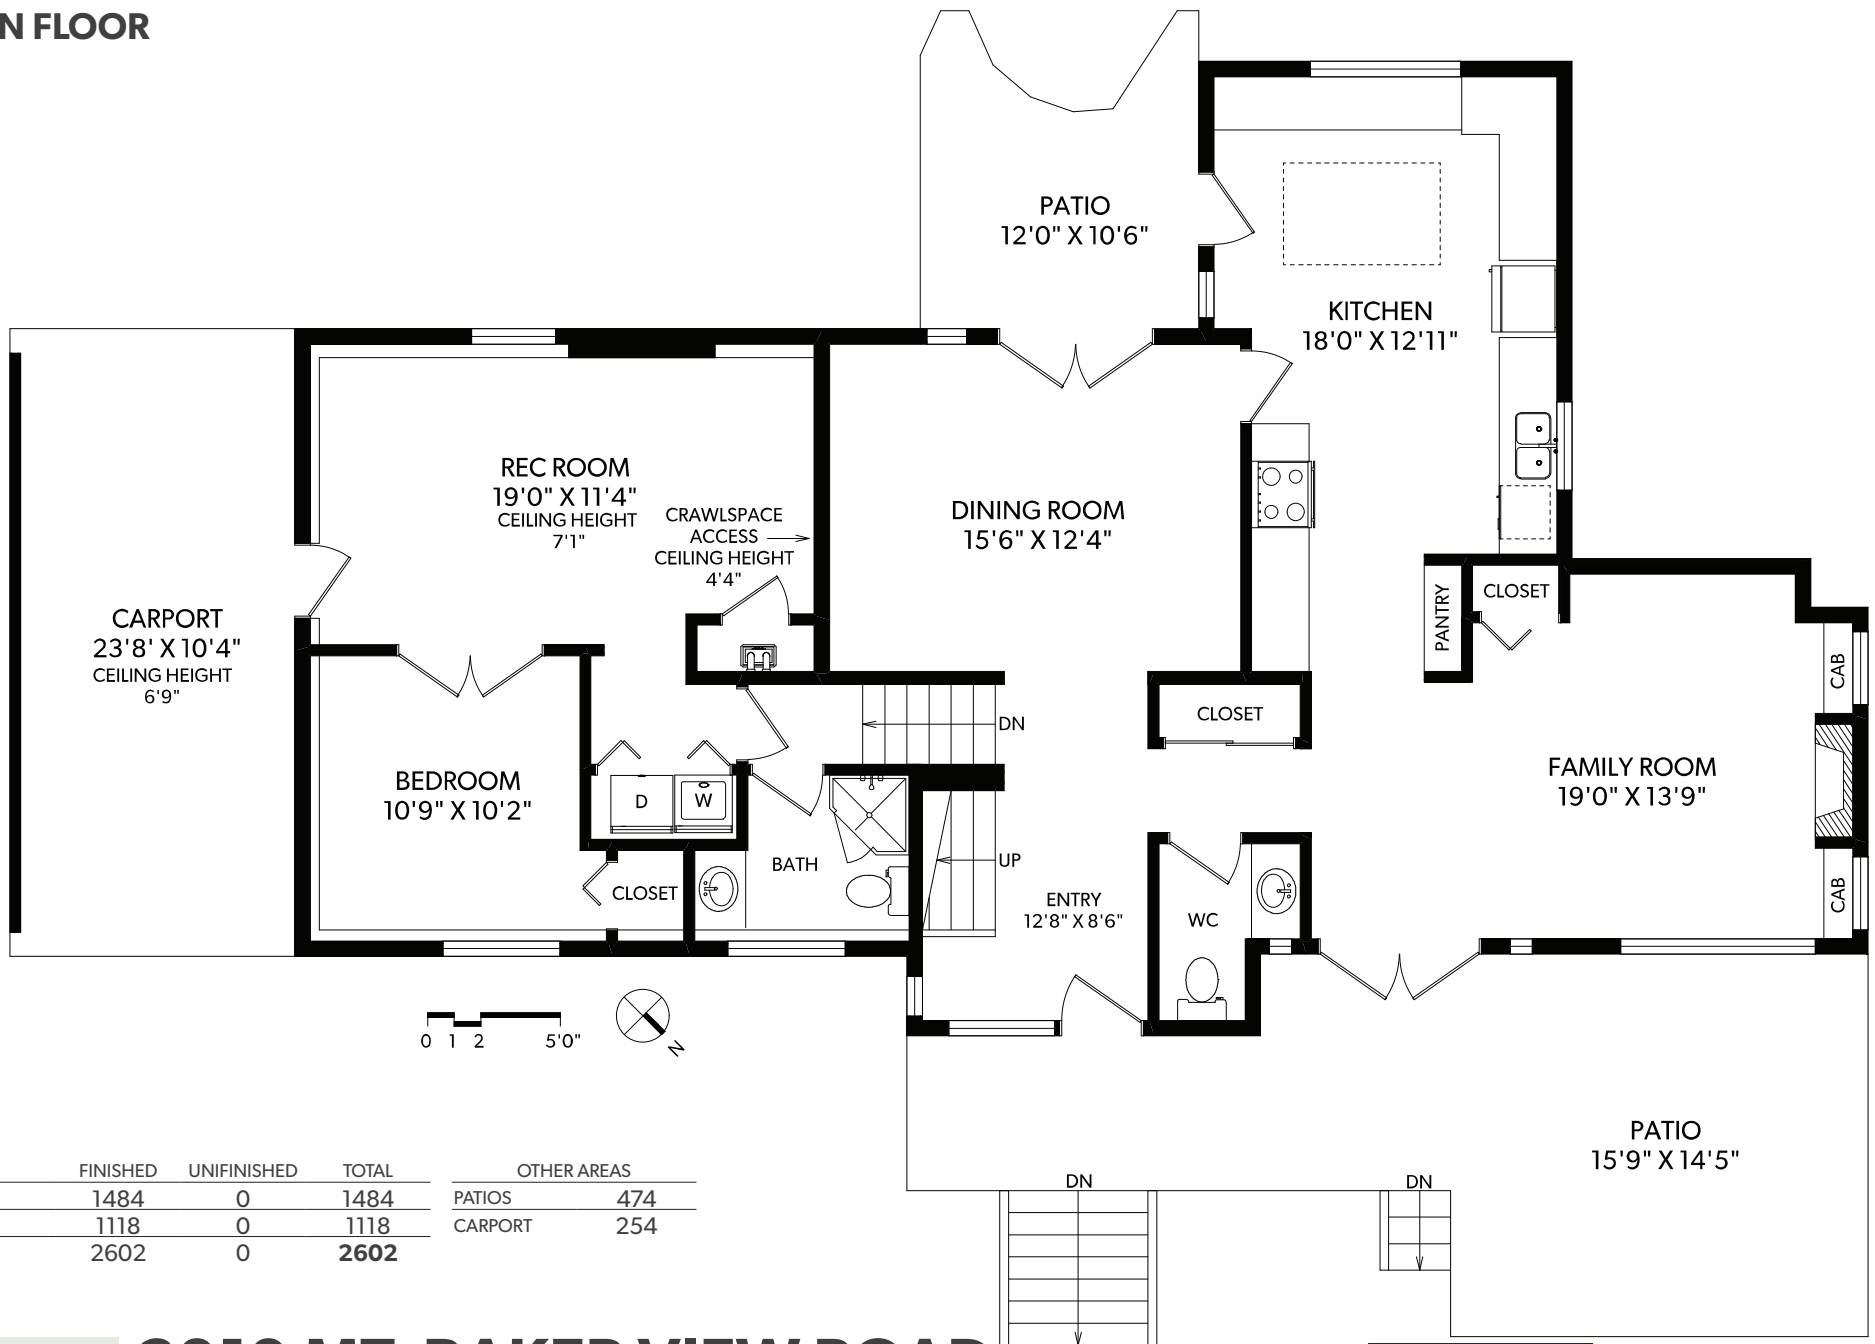 N FLOOR
PATIO
12'0" X 10'6"
KITCHEN
18'0" X 12'11"
REC ROOM
19'0" X 11'4"
CEILING HEIGHT
7'1"
CRAWLSPACE
ACCESS
CEILING HEIGHT
4'4"
DINING ROOM
15'6" X 12'4"
CARPORT
23'8' X 10'4"
CEILING HEIGHT
6'9"
PANTRY
CLOSET
CAB
CLOSET
DN
FAMILY ROOM
19'0" X 13'9"
BEDROOM
10'9" X 10'2"
D
W
BATH
UP
CLOSET
ENTRY
12'8" X 8'6"
WC
CAB
0 1 2 5'0"
N
PATIO
15'9" X 14'5"
DN
DN
FINISHED UNIFINISHED TOTAL
1484 0 1484
1118 0 1118
2602 0 2602
OTHER AREAS
PATIOS 474
CARPORT 254
MT. BAKER VIEW ROAD